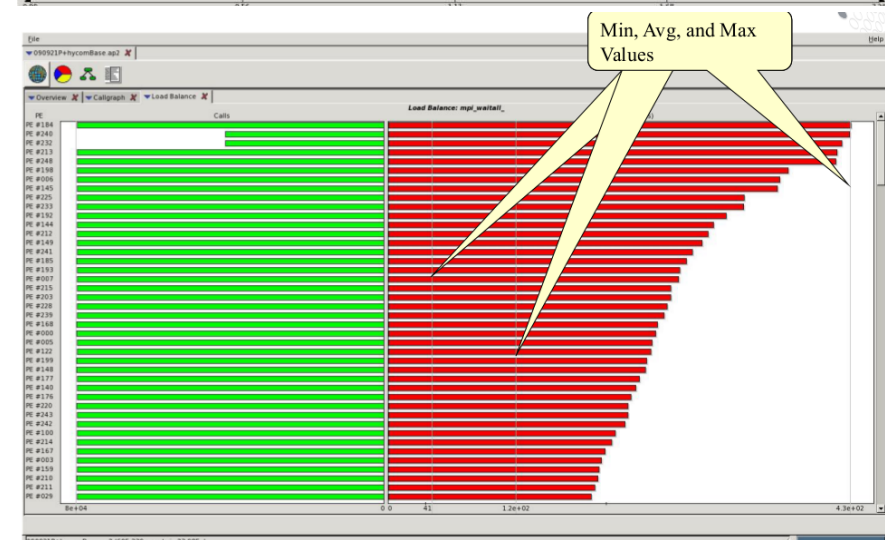 0.00 0.56 1.12
Min, Avg, and Max
Values
File Help
090921P+hycomBase.ap2
Overview Callgraph Load Balance
Load Balance: mpi_waitall_
PE Calls
PE #184
PE #240
PE #232
PE #213
PE #248
PE #198
PE #006
PE #145
PE #225
PE #233
PE #192
PE #144
PE #212
PE #149
PE #241
PE #185
PE #193
PE #007
PE #215
PE #203
PE #228
PE #239
PE #168
PE #000
PE #005
PE #122
PE #199
PE #148
PE #177
PE #140
PE #176
PE #220
PE #243
PE #242
PE #100
PE #214
PE #167
PE #003
PE #159
PE #210
PE #211
PE #029
8e+04 0 0 41 1.2e+02 4.3e+02